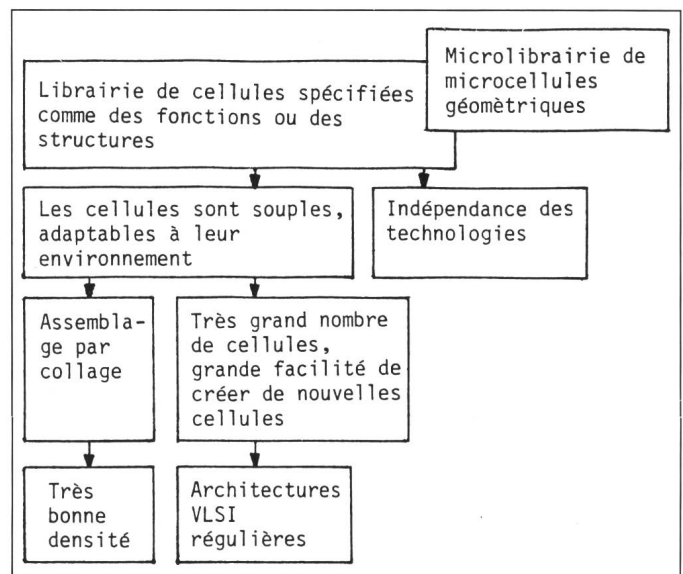 Microlibrairie de
microcellules
géomètriques
Librairie de cellules spécifiées
comme des fonctions ou des
structures
Les cellules sont souples,
adaptables à leur
environnement
Indépendance des
technologies
Assembla-
ge par
collage
Très grand nombre
de cellules,
grande facilité de
créer de nouvelles
cellules
Très
bonne
densité
Architectures
VLSI
régulières